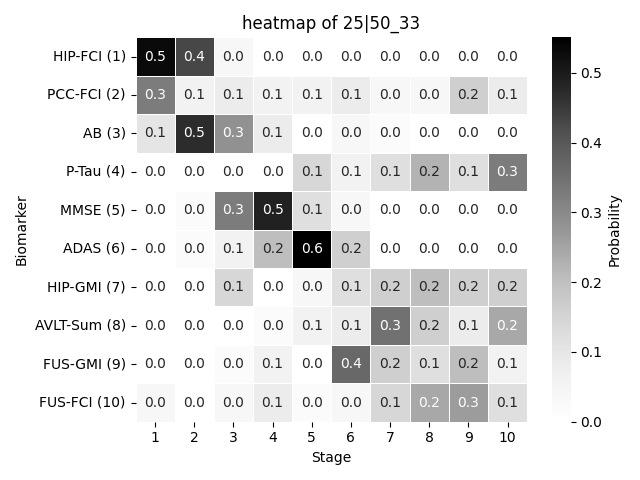 heatmap of 25|50_33
HIP-FCI (1) 0.5 0.4 0.0 0.0 0.0 0.0 0.0 0.0 0.0 0.0
PCC-FCI (2) 0.3 0.1 0.1 0.1 0.1 0.1 0.0 0.0 0.2 0.1
AB (3) 0.1 0.5 0.3 0.1 0.0 0.0 0.0 0.0 0.0 0.0
P-Tau (4) 0.0 0.0 0.0 0.0 0.1 0.1 0.1 0.2 0.1 0.3
MMSE (5) 0.0 0.0 0.3 0.5 0.1 0.0 0.0 0.0 0.0 0.0
ADAS (6) 0.0 0.0 0.1 0.2 0.6 0.2 0.0 0.0 0.0 0.0
HIP-GMI (7) 0.0 0.0 0.1 0.0 0.0 0.1 0.2 0.2 0.2 0.2
AVLT-Sum (8) 0.0 0.0 0.0 0.0 0.1 0.1 0.3 0.2 0.1 0.2
FUS-GMI (9) 0.0 0.0 0.0 0.1 0.0 0.4 0.2 0.1 0.2 0.1
FUS-FCI (10) 0.0 0.0 0.0 0.1 0.0 0.0 0.1 0.2 0.3 0.1
1 2 3 4 5 6 7 8 9 10
Stage
Biomarker
0.5
0.4
0.3
0.2
0.1
0.0
Probability